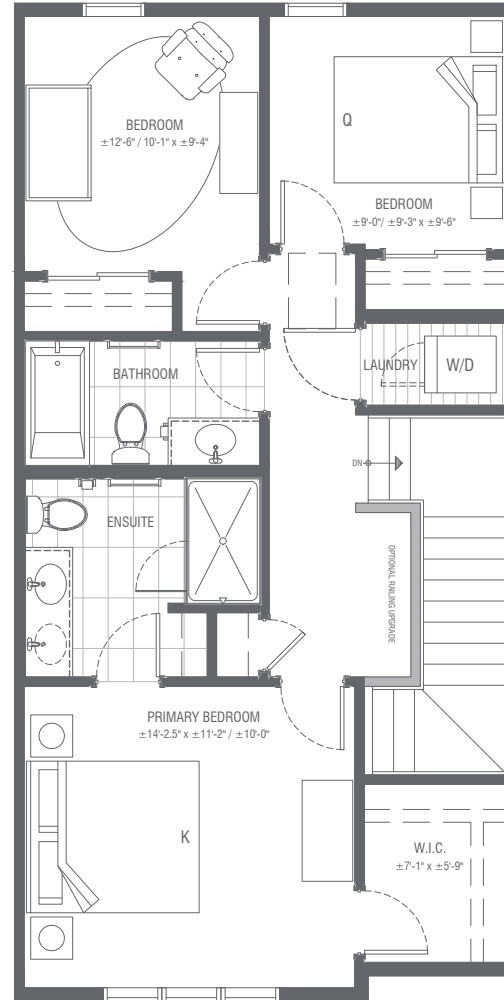 BEDROOM
±12'-6" / 10'-1" x ±9'-4"
Q
BEDROOM
±9'-0"/ ±9'-3" x ±9'-6"
BATHROOM
LAUNDRY
W/D
DN
ENSUITE
OPTIONAL RAILING UPGRADE
PRIMARY BEDROOM
±14'-2.5" x ±11'-2" / ±10'-0"
K
W.I.C.
±7'-1" x ±5'-9"